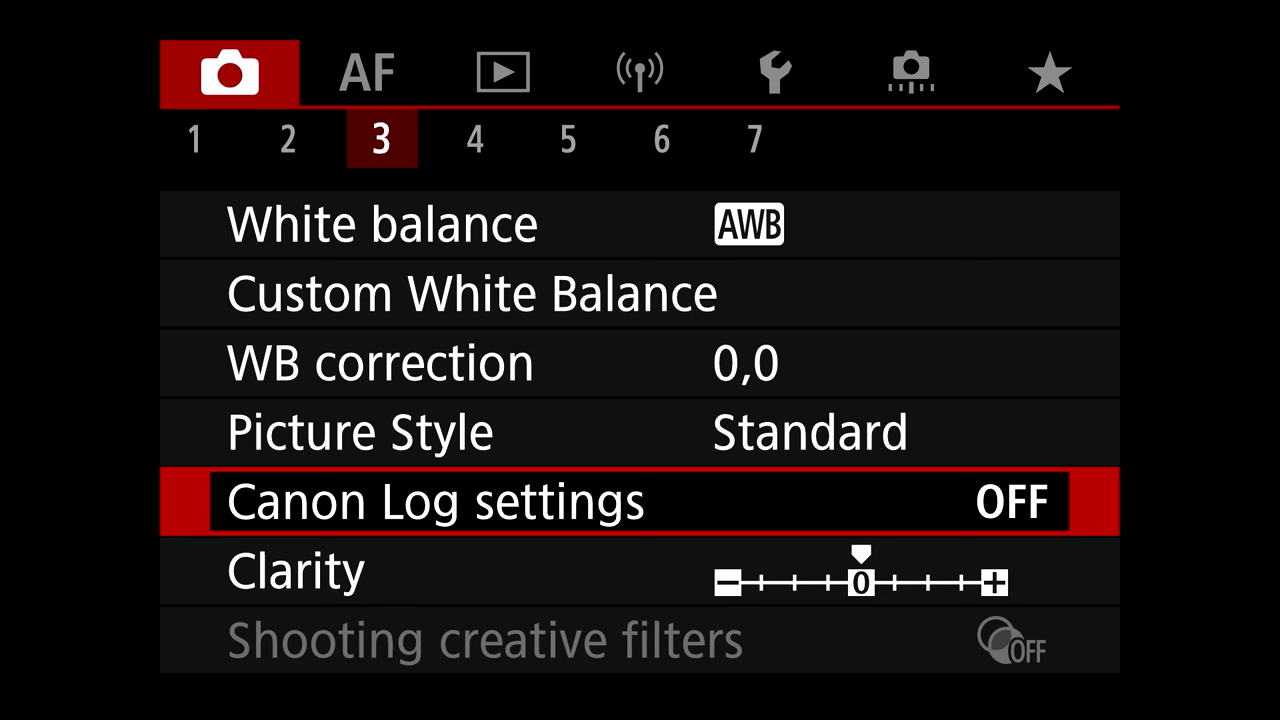 AF
1 2 3 4 5 6 7
White balance AWB
Custom White Balance
WB correction 0,0
Picture Style Standard
Canon Log settings OFF
Clarity − 0 +
Shooting creative filters OFF